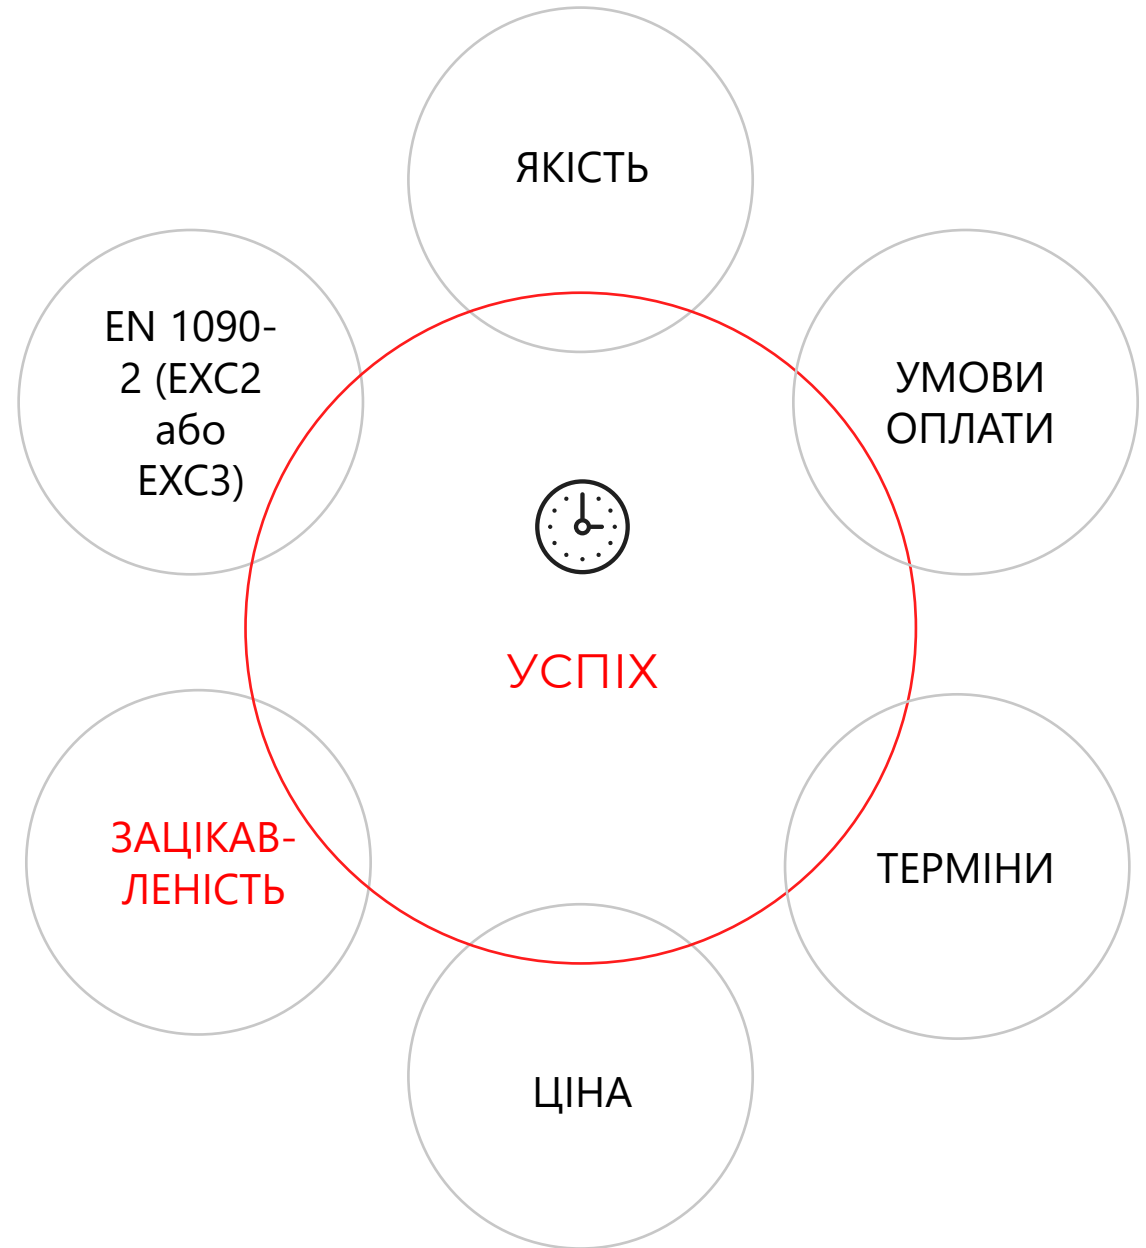 ЯКІСТЬ
EN 1090-
2 (EXC2
або
EXC3)
УМОВИ
ОПЛАТИ
УСПІХ
ЗАЦІКАВ-
ЛЕНІСТЬ
ТЕРМІНИ
ЦІНА